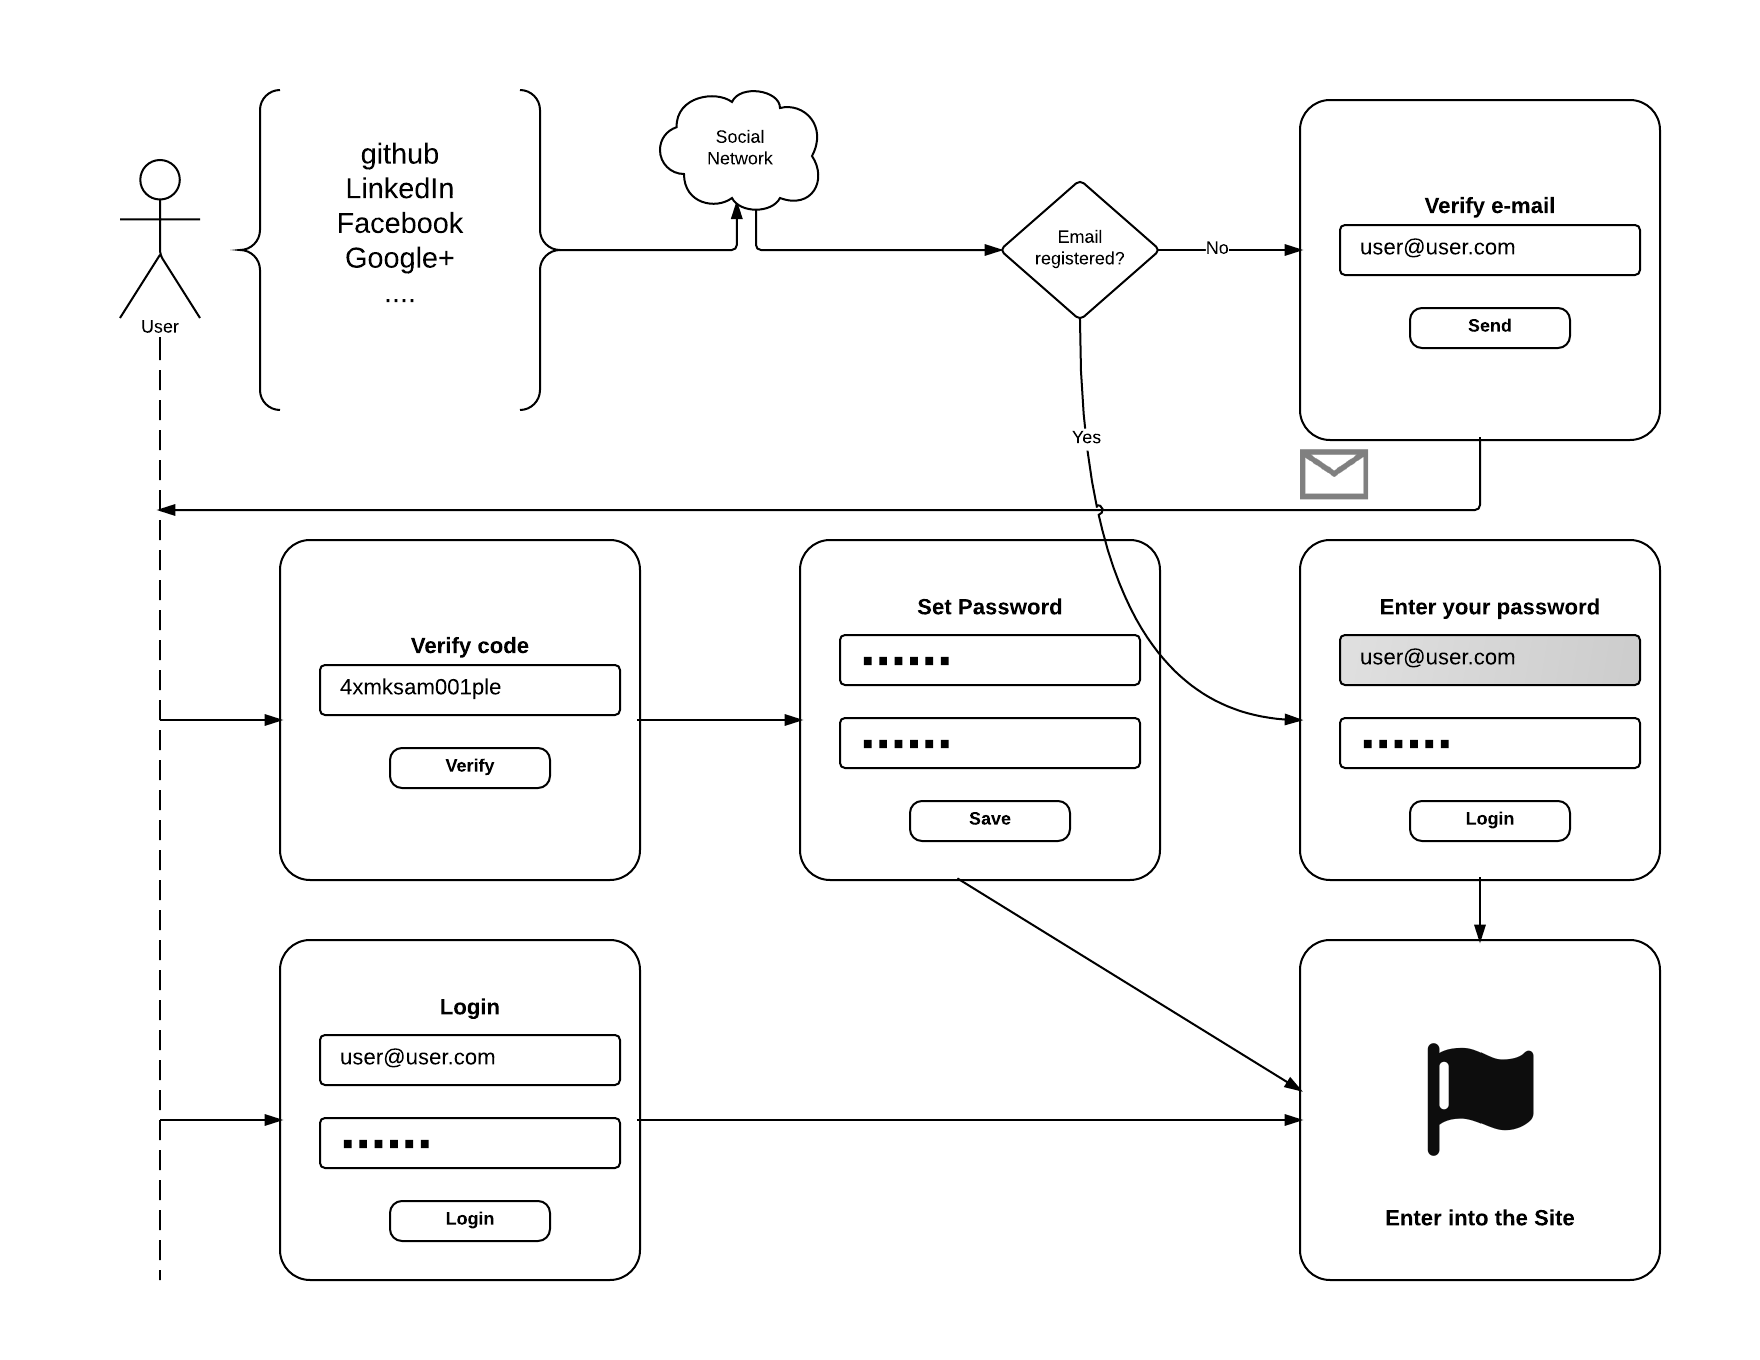 github
LinkedIn
Facebook
Google+
....
User
Social
Network
Email
registered?
No
Yes
Verify e-mail
user@user.com
Send
Verify code
4xmksam001ple
Verify
Set Password
Save
Enter your password
user@user.com
Login
Login
user@user.com
Login
Enter into the Site